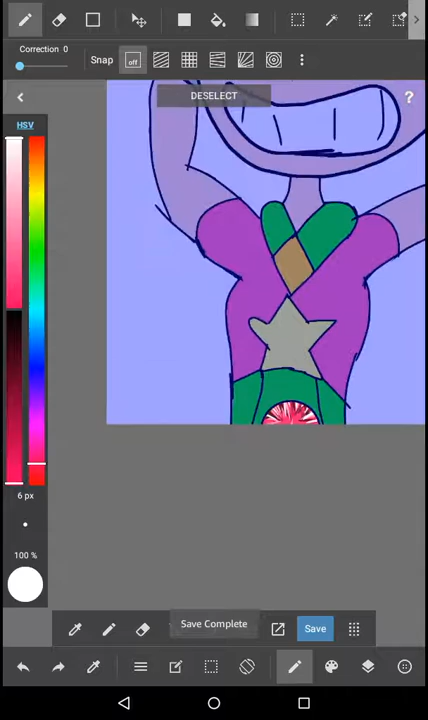 Correction 0
Snap
off
DESELECT
?
HSV
6 px
100 %
Save Complete
Save